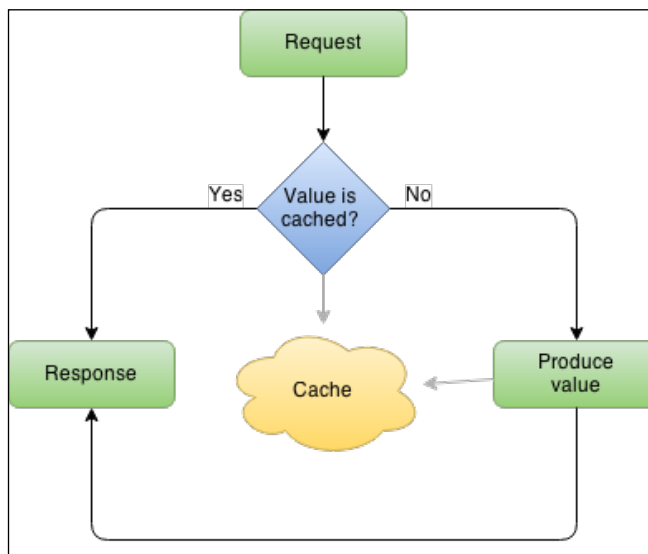 Request
Yes
Value is
cached?
No
Response
Cache
Produce
value